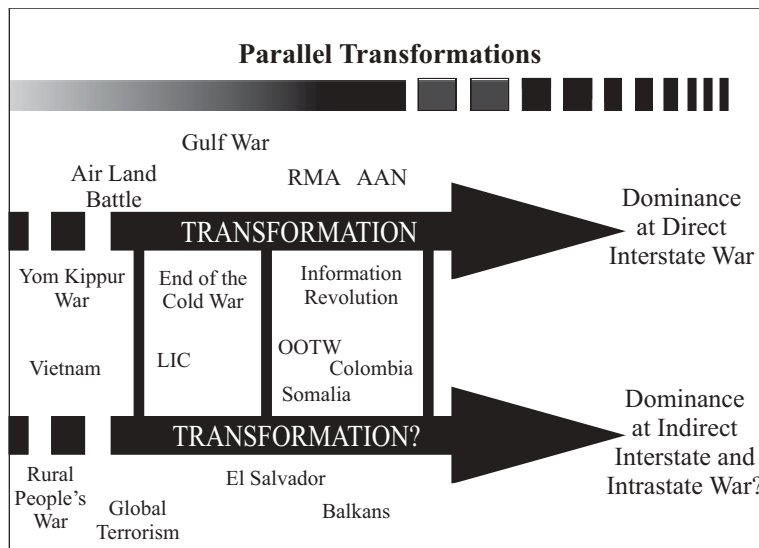 Parallel Transformations
Gulf War
Air Land
Battle
RMA AAN
TRANSFORMATION
Dominance
at Direct
Interstate War
Yom Kippur
War
End of the
Cold War
Information
Revolution
Vietnam
LIC
OOTW
Colombia
Somalia
TRANSFORMATION?
Dominance
at Indirect
Interstate and
Intrastate War?
Rural
People’s
War
Global
Terrorism
El Salvador
Balkans